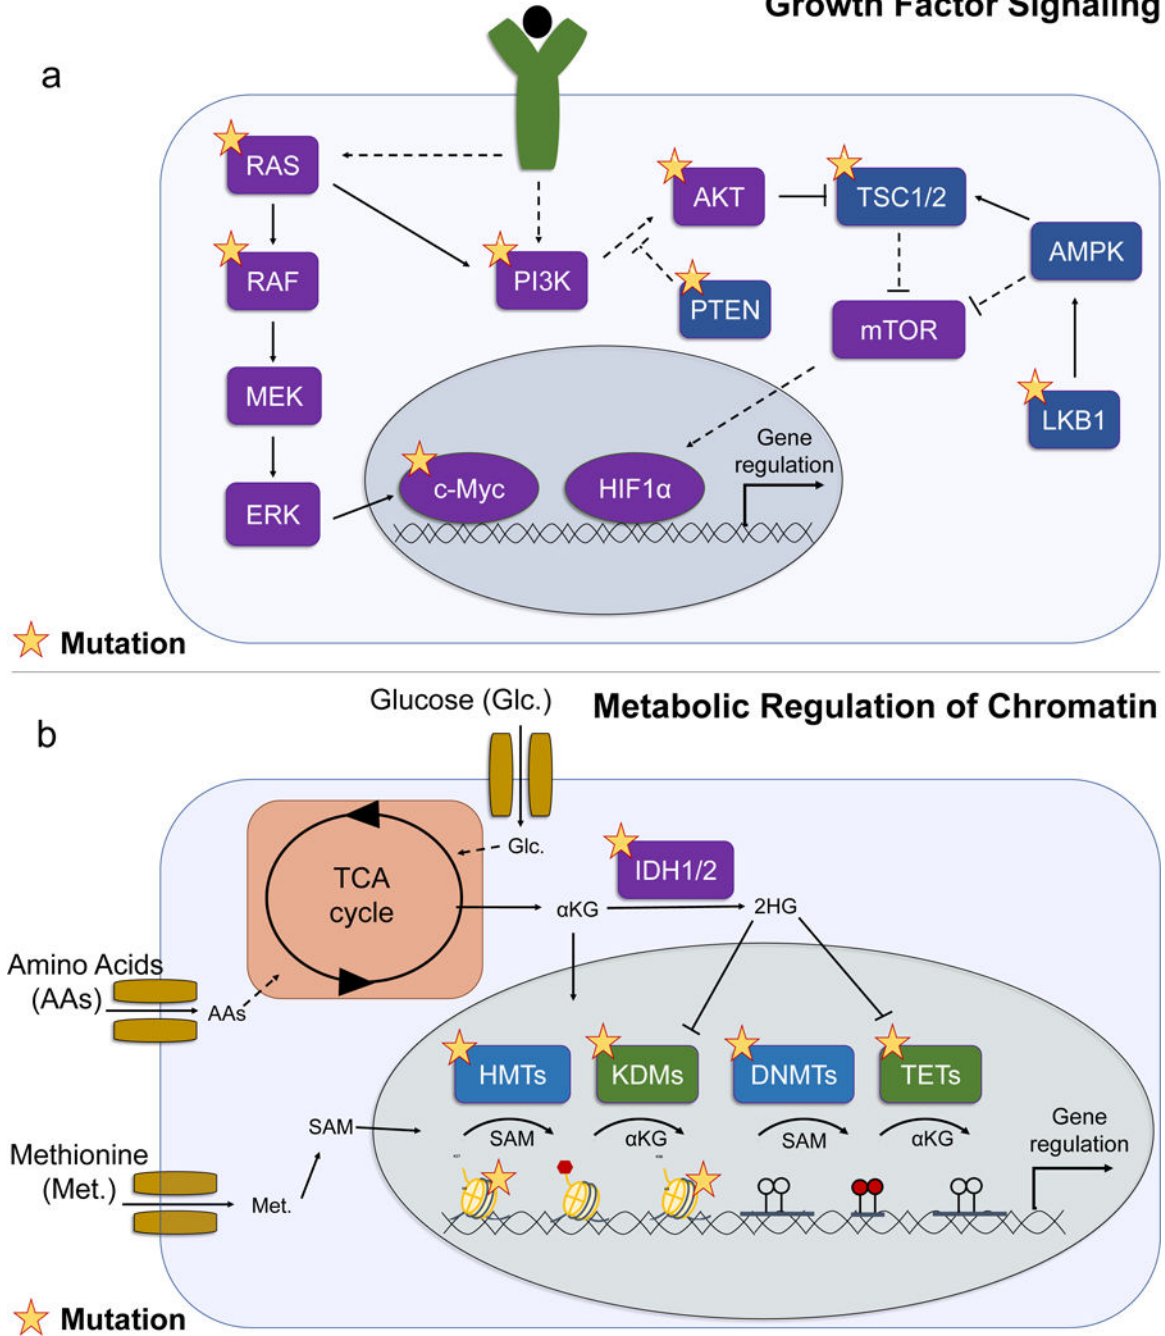 Growth Factor Signaling
a
RAS
AKT
TSC1/2
AMPK
RAF
PI3K
PTEN
mTOR
MEK
LKB1
Gene
regulation
c-Myc
HIF1α
ERK
Mutation
Glucose (Glc.)
Metabolic Regulation of Chromatin
b
Glc.
TCA
cycle
IDH1/2
αKG
2HG
Amino Acids
(AAs)
AAs
HMTs
KDMs
DNMTs
TETs
SAM
SAM
αKG
SAM
αKG
Gene
regulation
Methionine
(Met.)
Met.
Mutation